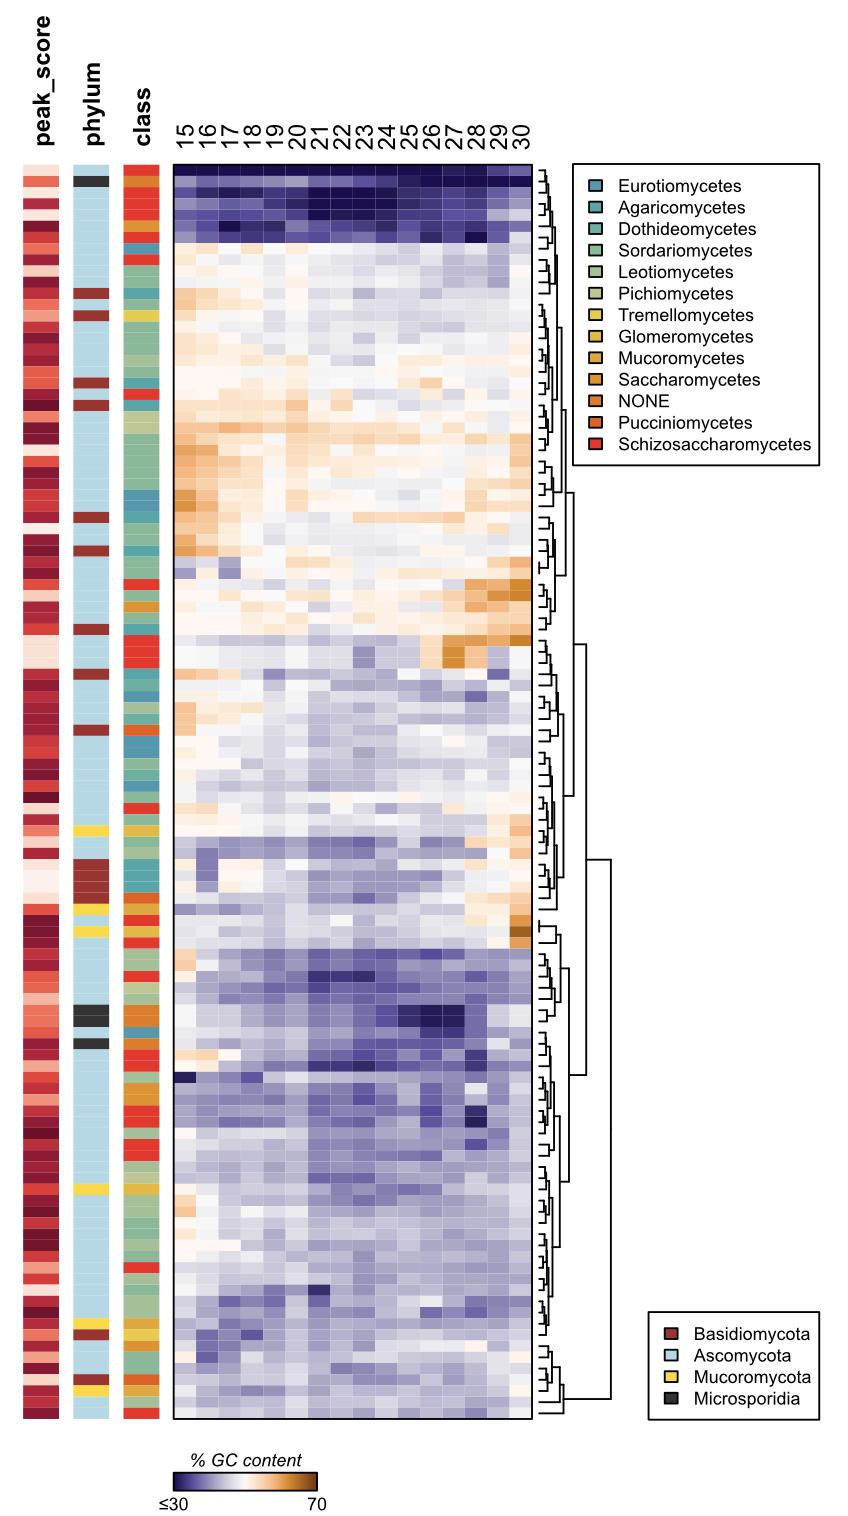 peak_score
phylum
class
15 16 17 18 19 20 21 22 23 24 25 26 27 28 29 30
Eurotiomycetes
Agaricomycetes
Dothideomycetes
Sordariomycetes
Leotiomycetes
Pichiomycetes
Tremellomycetes
Glomeromycetes
Mucoromycetes
Saccharomycetes
NONE
Pucciniomycetes
Schizosaccharomycetes
Basidiomycota
Ascomycota
Mucoromycota
Microsporidia
% GC content
≤30 70